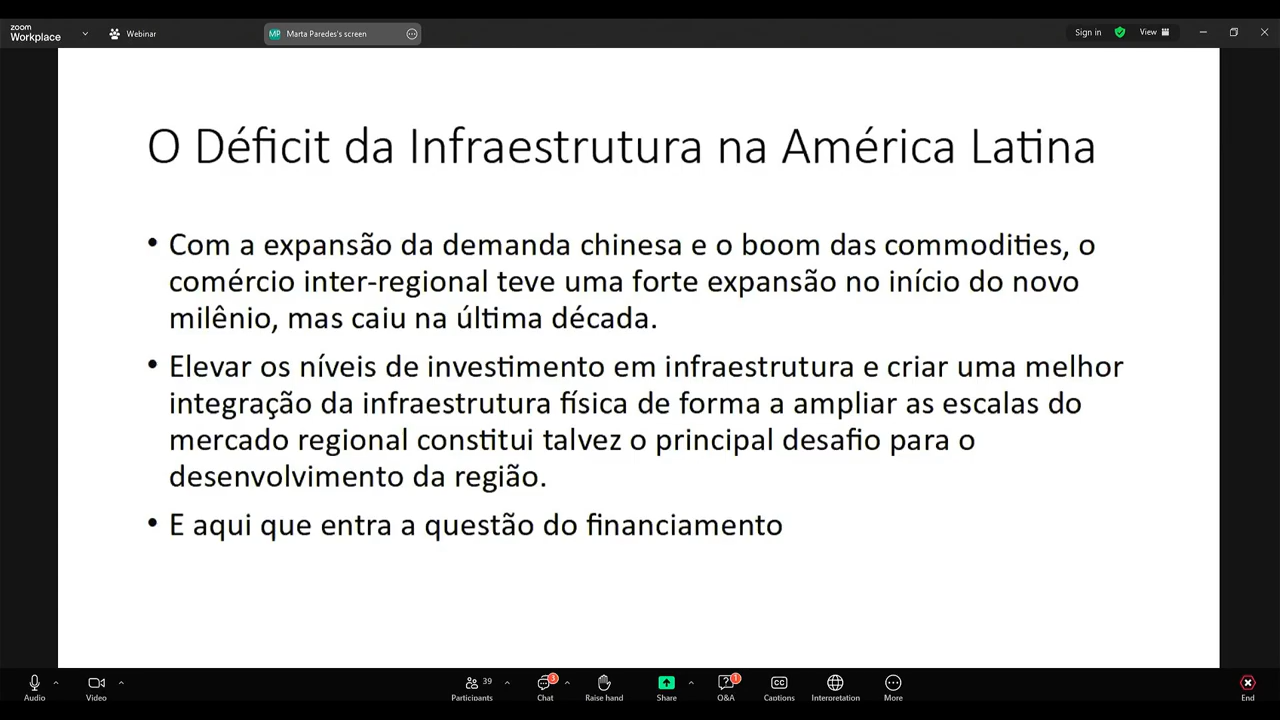 zoom
Workplace
Webinar
MP Marta Paredes's screen
Sign in
View
O Déficit da Infraestrutura na América Latina
• Com a expansão da demanda chinesa e o boom das commodities, o
comércio inter-regional teve uma forte expansão no início do novo
milênio, mas caiu na última década.
• Elevar os níveis de investimento em infraestrutura e criar uma melhor
integração da infraestrutura física de forma a ampliar as escalas do
mercado regional constitui talvez o principal desafio para o
desenvolvimento da região.
• E aqui que entra a questão do financiamento
Audio
Video
39
Participants
3
Chat
Raise hand
Share
1
Q&A
CC
Captions
Interpretation
More
End